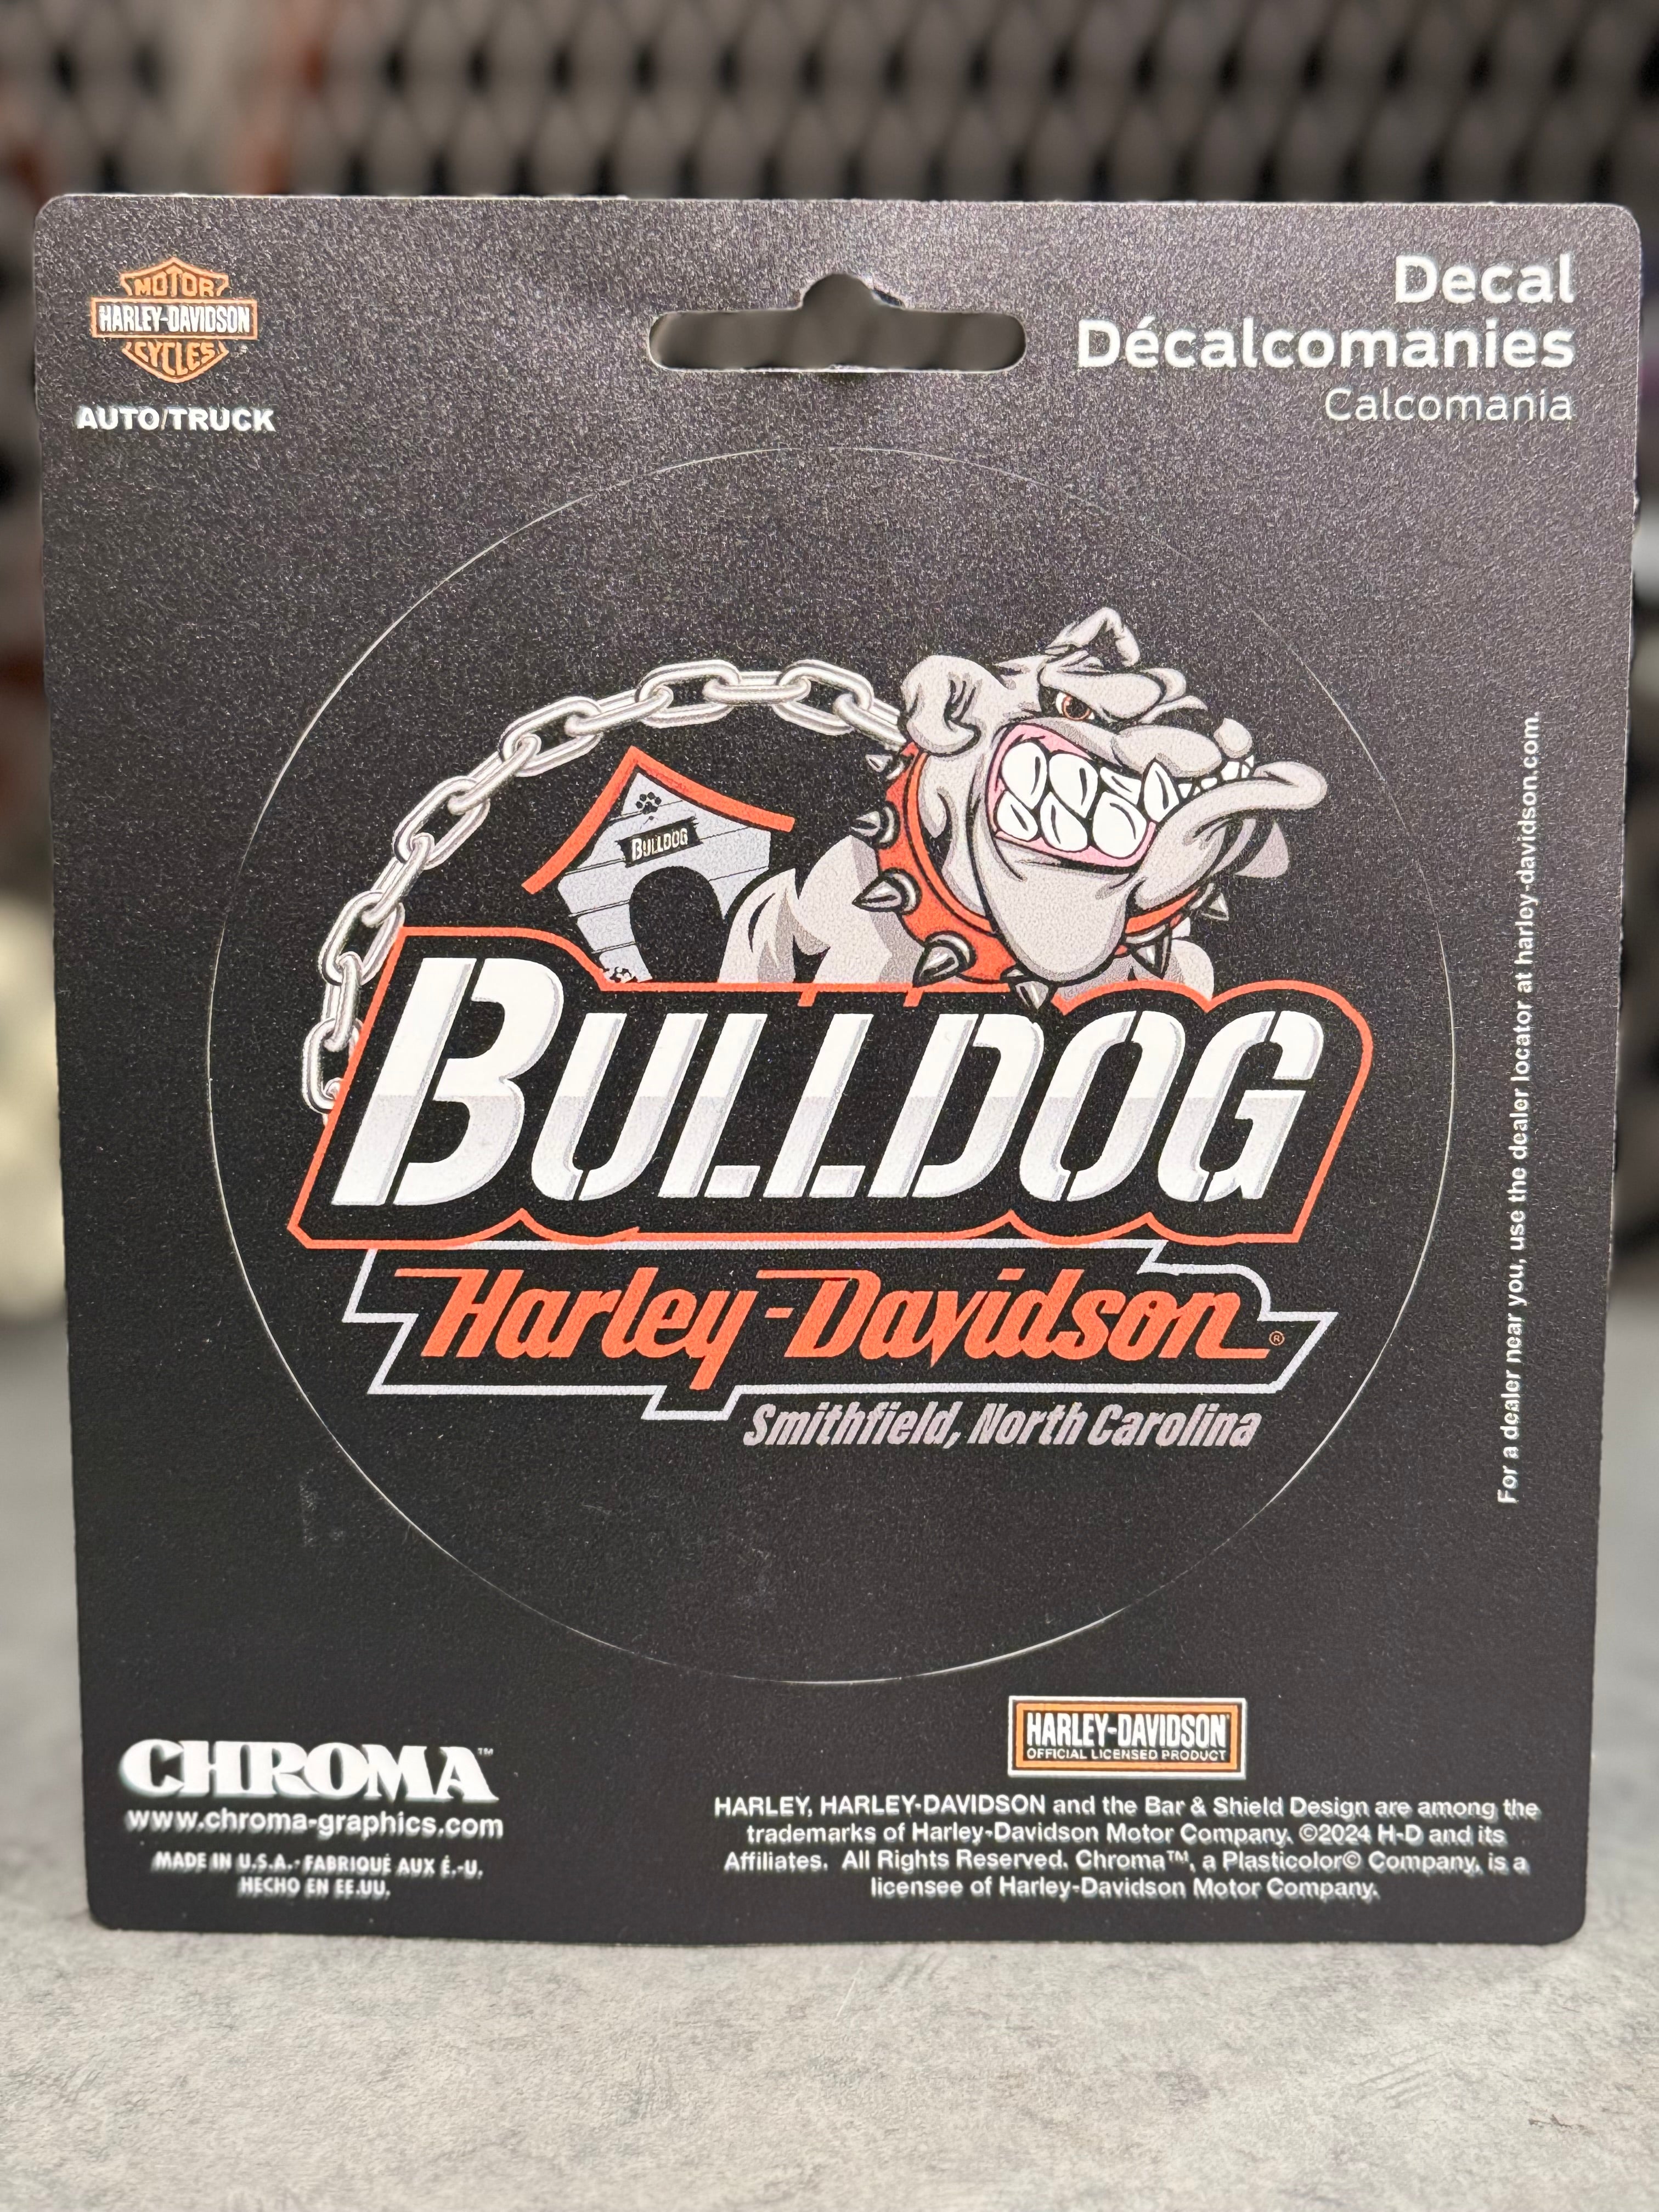 MOTOR
HARLEY-DAVIDSON
CYCLES
AUTO/TRUCK
Decal
Décalcomanies
Calcomania
BULLDOG
BULLDOG
Harley-Davidson®
Smithfield, North Carolina
For a dealer near you, use the dealer locator at harley-davidson.com.
CHROMA™
www.chroma-graphics.com
MADE IN U.S.A.-FABRIQUÉ AUX É.-U.
HECHO EN EE.UU.
HARLEY-DAVIDSON
OFFICIAL LICENSED PRODUCT
HARLEY, HARLEY-DAVIDSON and the Bar & Shield Design are among the
trademarks of Harley-Davidson Motor Company. ©2024 H-D and its
Affiliates. All Rights Reserved. Chroma™, a Plasticolor© Company, is a
licensee of Harley-Davidson Motor Company.